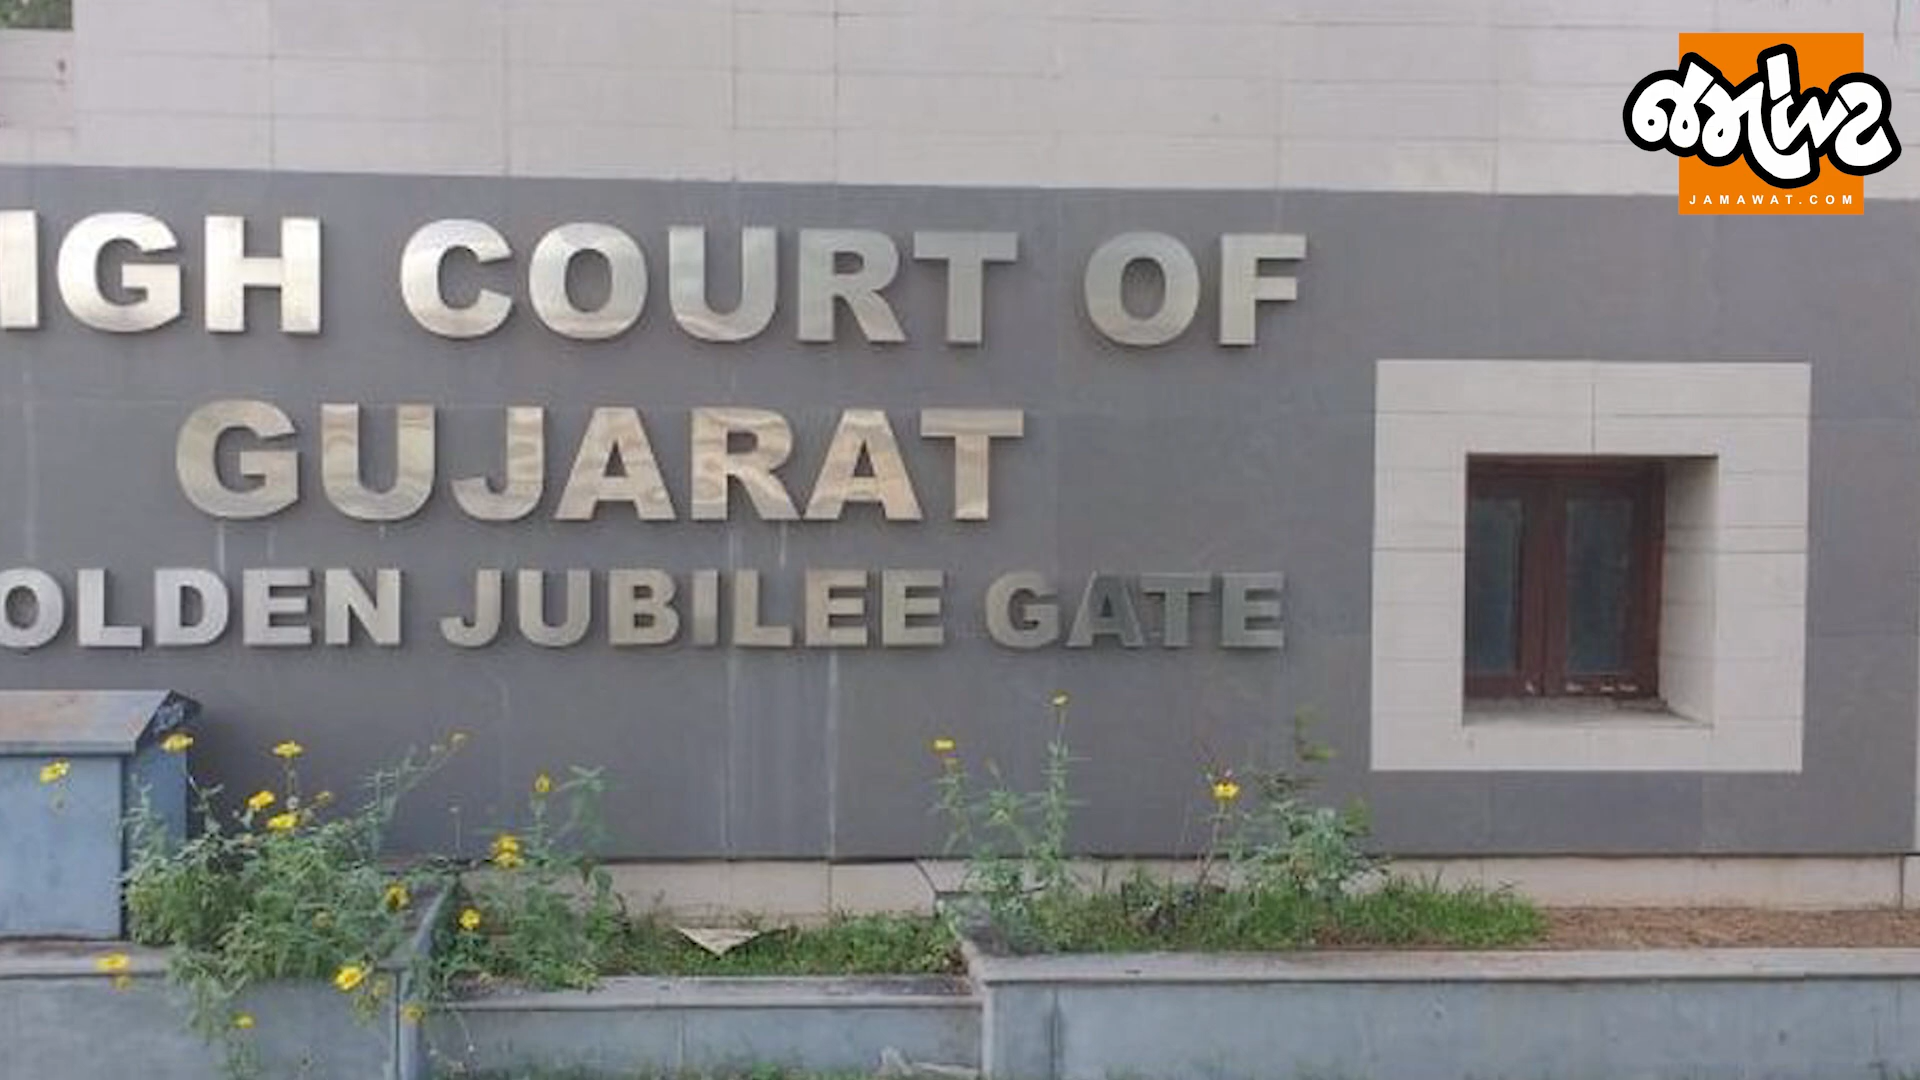 IGH COURT OF
GUJARAT
OLDEN JUBILEE GATE
જમાવટ
JAMAWAT.COM